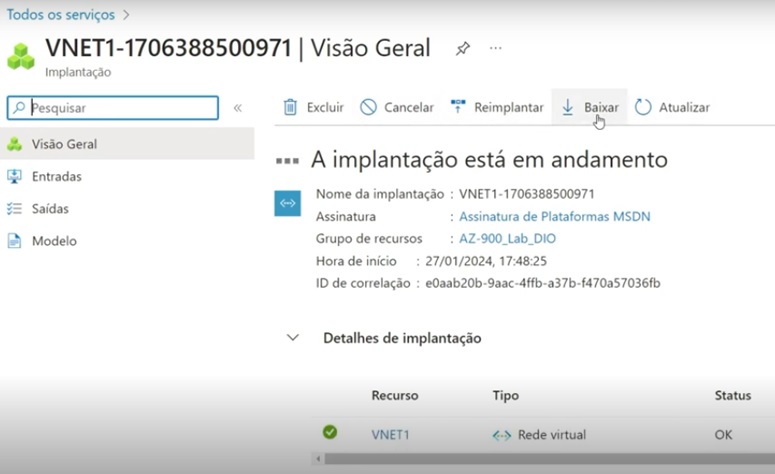 Todos os serviços >
VNET1-1706388500971 | Visão Geral
Implantação
Pesquisar
Visão Geral
Entradas
Saídas
Modelo
Excluir Cancelar Reimplantar Baixar Atualizar
A implantação está em andamento
Nome da implantação : VNET1-1706388500971
Assinatura : Assinatura de Plataformas MSDN
Grupo de recursos : AZ-900_Lab_DIO
Hora de início : 27/01/2024, 17:48:25
ID de correlação : e0aab20b-9aac-4ffb-a37b-f470a57036fb
Detalhes de implantação
Recurso Tipo Status
VNET1 Rede virtual OK